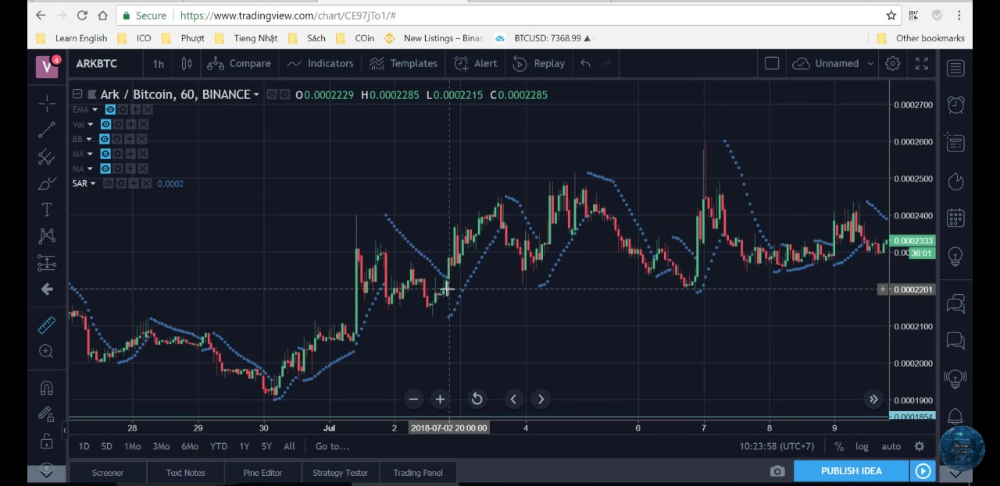 Secure https://www.tradingview.com/chart/CE97jTo1/#
Learn English ICO Phượt Tieng Nhật Sách COin New Listings – Binan BTCUSD: 7368.99 ▲ Other bookmarks
V 4 ARKBTC 1h Compare Indicators Templates Alert Replay Unnamed
Ark / Bitcoin, 60, BINANCE O0.0002229 H0.0002285 L0.0002215 C0.0002285
EMA
Vol
BB
MA
MA
SAR 0.0002
0.0002700
0.0002600
0.0002500
0.0002400
0.0002333
36:01
0.0002201
0.0002100
0.0002000
0.0001900
0.0001854
28 29 30 Jul 2 2018-07-02 20:00:00 4 6 7 8 9
1D 5D 1Mo 3Mo 6Mo YTD 1Y 5Y All Go to... 10:23:58 (UTC+7) % log auto
Screener Text Notes Pine Editor Strategy Tester Trading Panel PUBLISH IDEA